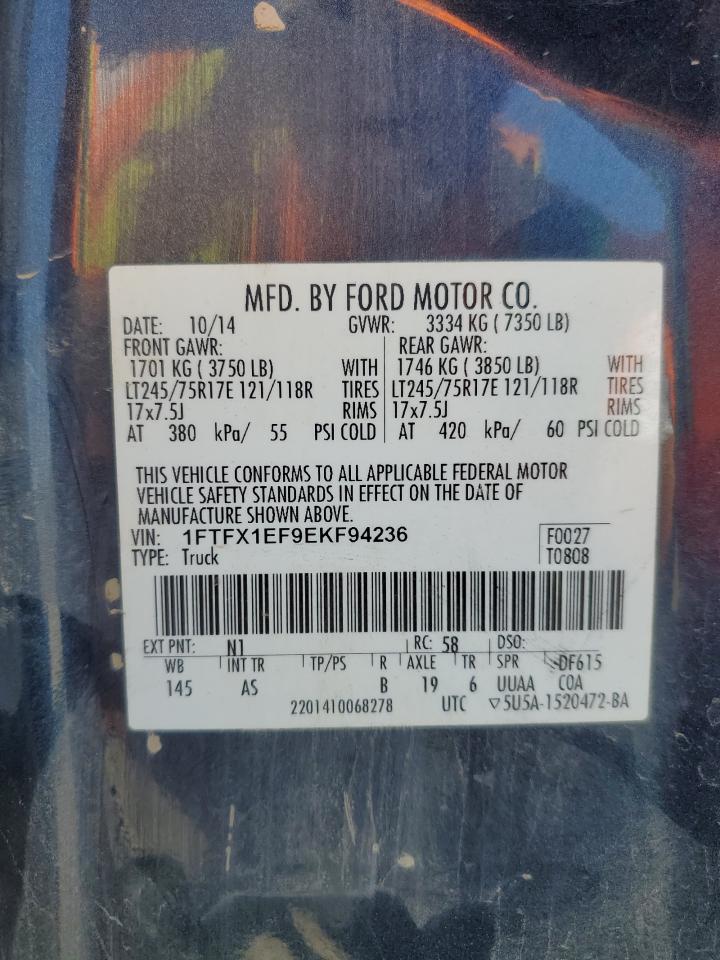 MFD. BY FORD MOTOR CO.
DATE: 10/14 GVWR: 3334 KG ( 7350 LB)
FRONT GAWR: REAR GAWR:
1701 KG ( 3750 LB) WITH 1746 KG ( 3850 LB) WITH
LT245/75R17E 121/118R TIRES LT245/75R17E 121/118R TIRES
17x7.5J RIMS 17x7.5J RIMS
AT 380 kPa/ 55 PSI COLD AT 420 kPa/ 60 PSI COLD
THIS VEHICLE CONFORMS TO ALL APPLICABLE FEDERAL MOTOR
VEHICLE SAFETY STANDARDS IN EFFECT ON THE DATE OF
MANUFACTURE SHOWN ABOVE.
VIN: 1FTFX1EF9EKF94236 F0027
TYPE: Truck T0808
EXT PNT: N1 RC: 58 DSO:
WB INT TR TP/PS R AXLE TR SPR DF615
145 AS B 19 6 UUAA COA
2201410068278 UTC ▽5U5A-1520472-BA